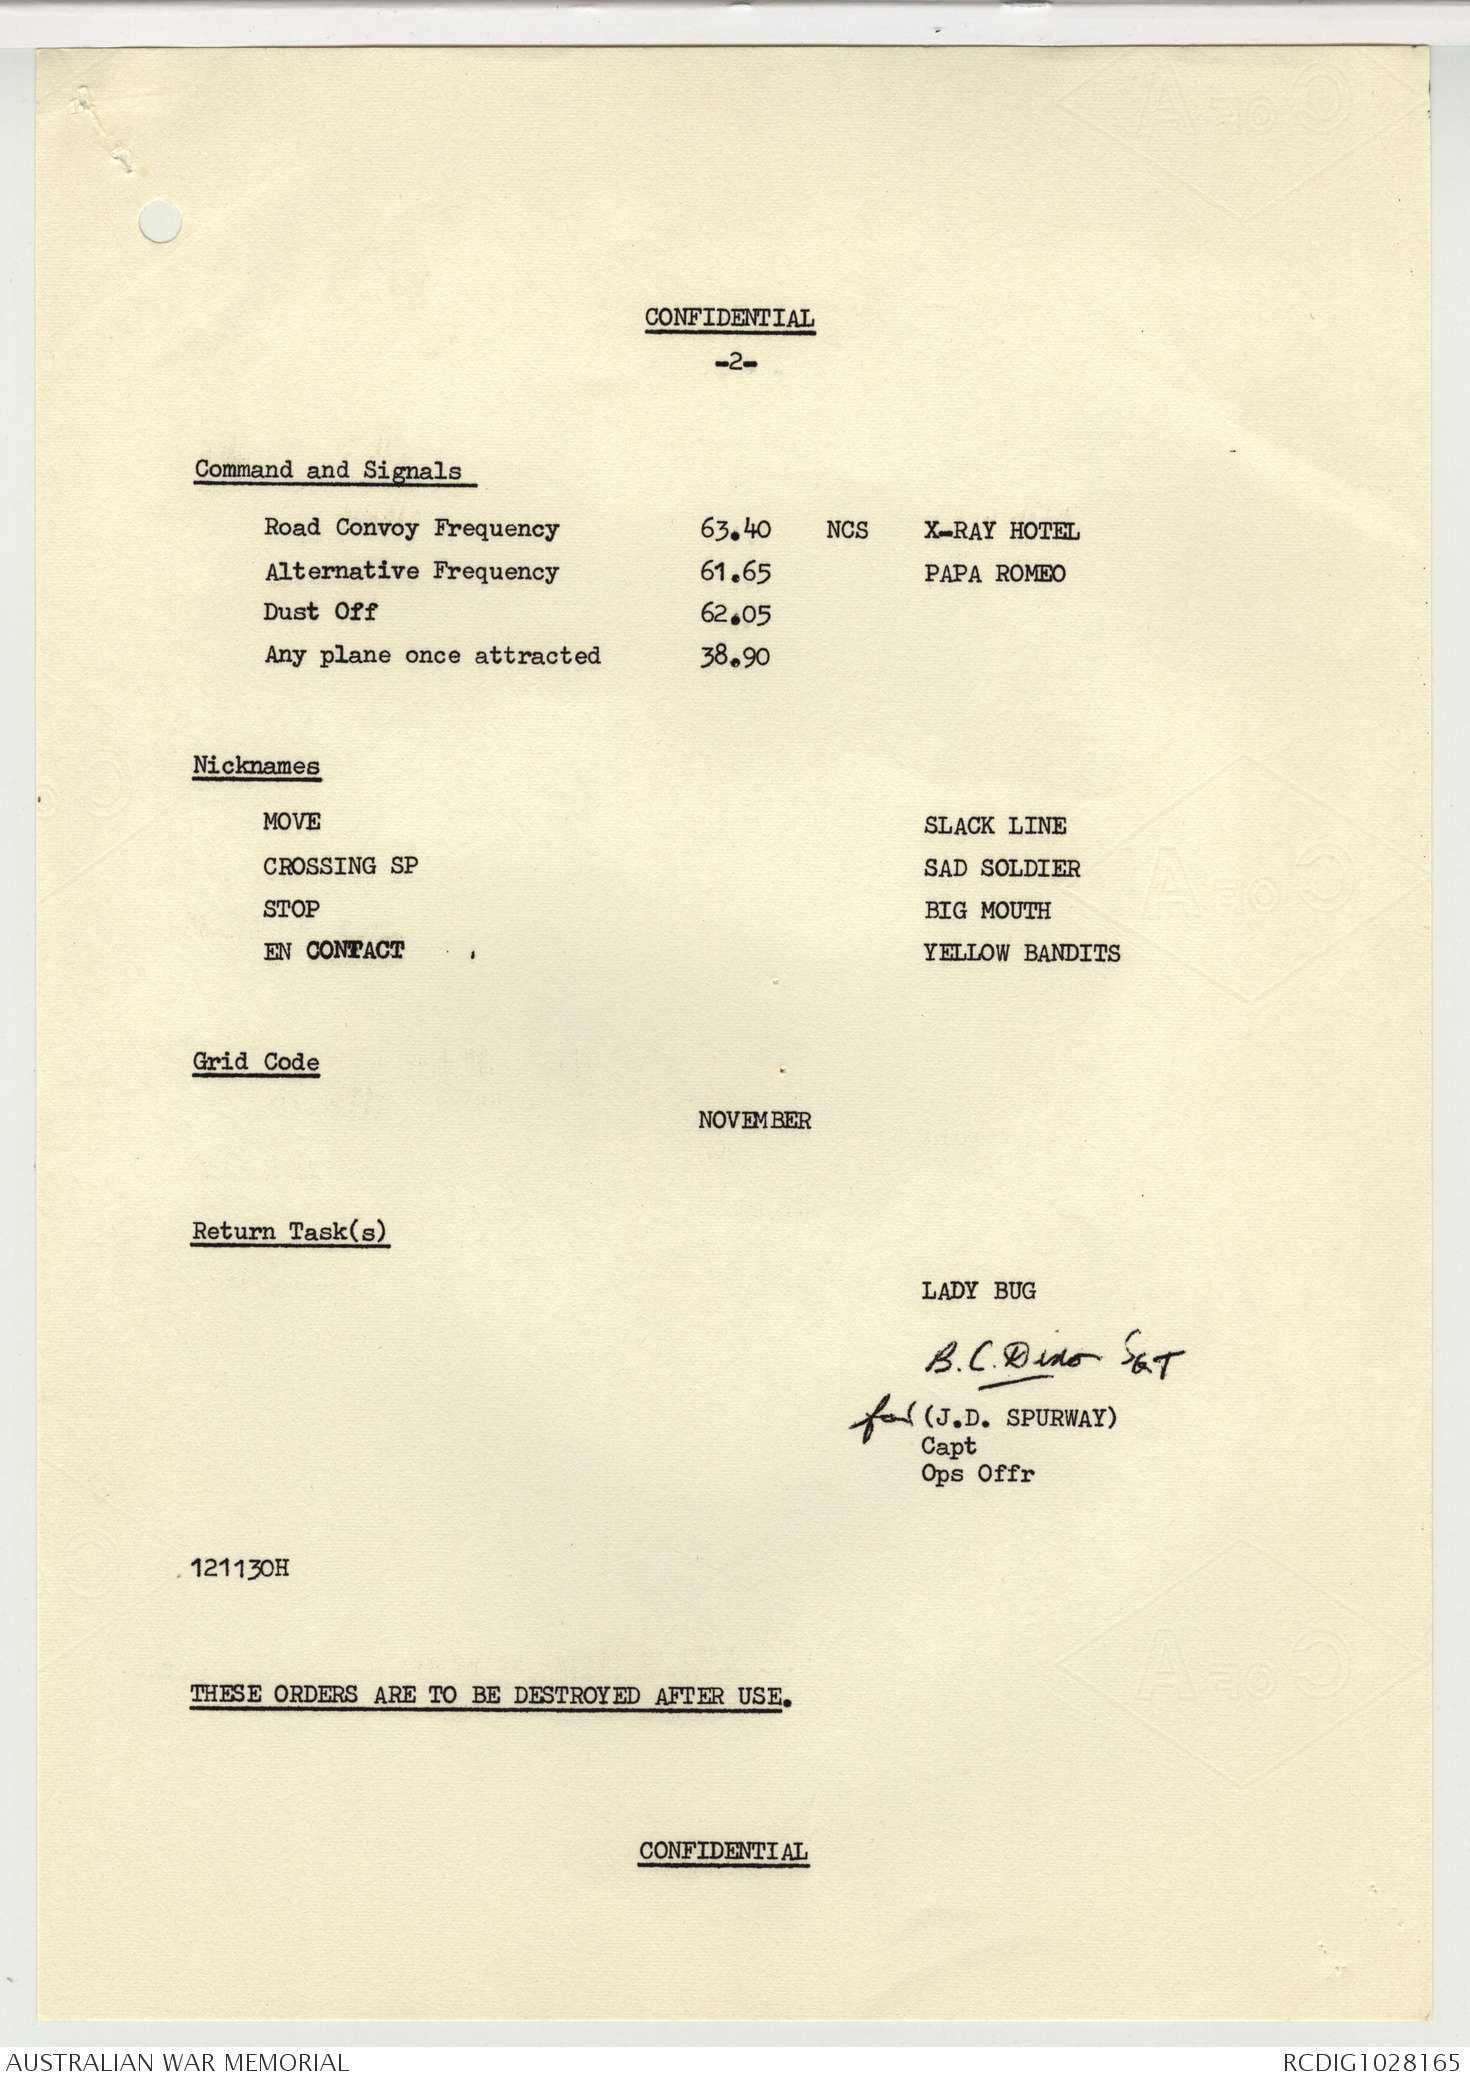 CONFIDENTIAL
-2-
Command and Signals
Road Convoy Frequency 63.40 NCS X-RAY HOTEL
Alternative Frequency 61.65 PAPA ROMEO
Dust Off 62.05
Any plane once attracted 38.90
Nicknames
MOVE SLACK LINE
CROSSING SP SAD SOLDIER
STOP BIG MOUTH
EN CONTACT YELLOW BANDITS
Grid Code
NOVEMBER
Return Task(s)
LADY BUG
B.C. SGT
for (J.D. SPURWAY)
Capt
Ops Offr
121130H
THESE ORDERS ARE TO BE DESTROYED AFTER USE.
CONFIDENTIAL
AUSTRALIAN WAR MEMORIAL RCDIG1028165